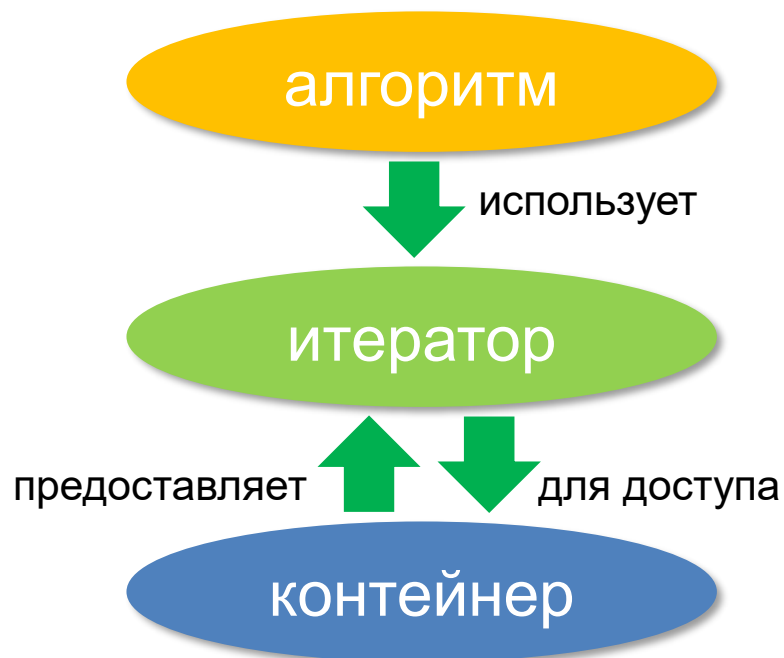 алгоритм
использует
итератор
предоставляет
для доступа
контейнер